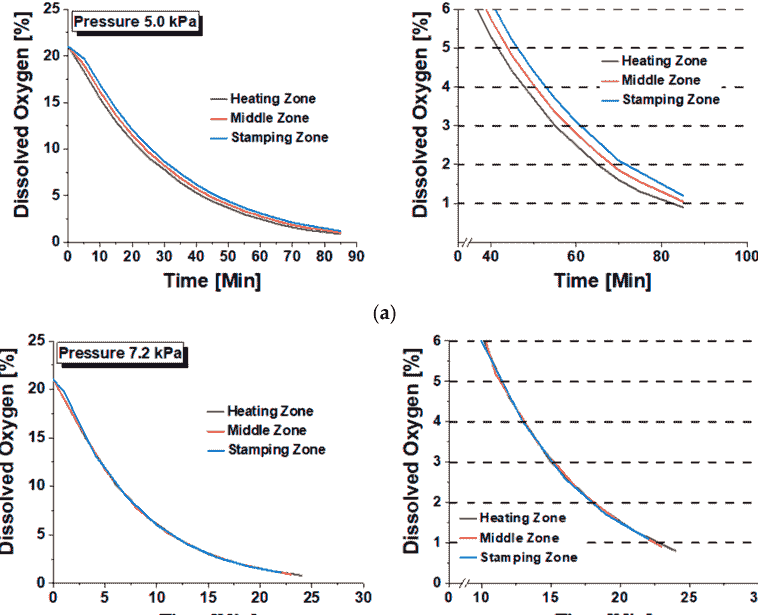 Pressure 5.0 kPa
Dissolved Oxygen [%]
25
20
15
10
5
0
Heating Zone
Middle Zone
Stamping Zone
0 10 20 30 40 50 60 70 80 90
Time [Min]
Dissolved Oxygen [%]
6
5
4
3
2
1
0
Heating Zone
Middle Zone
Stamping Zone
0 40 60 80 100
Time [Min]
(a)
Pressure 7.2 kPa
Dissolved Oxygen [%]
25
20
15
10
5
0
Heating Zone
Middle Zone
Stamping Zone
0 5 10 15 20 25 30
Time [Min]
Dissolved Oxygen [%]
6
5
4
3
2
1
0
Heating Zone
Middle Zone
Stamping Zone
0 10 15 20 25
Time [Min]